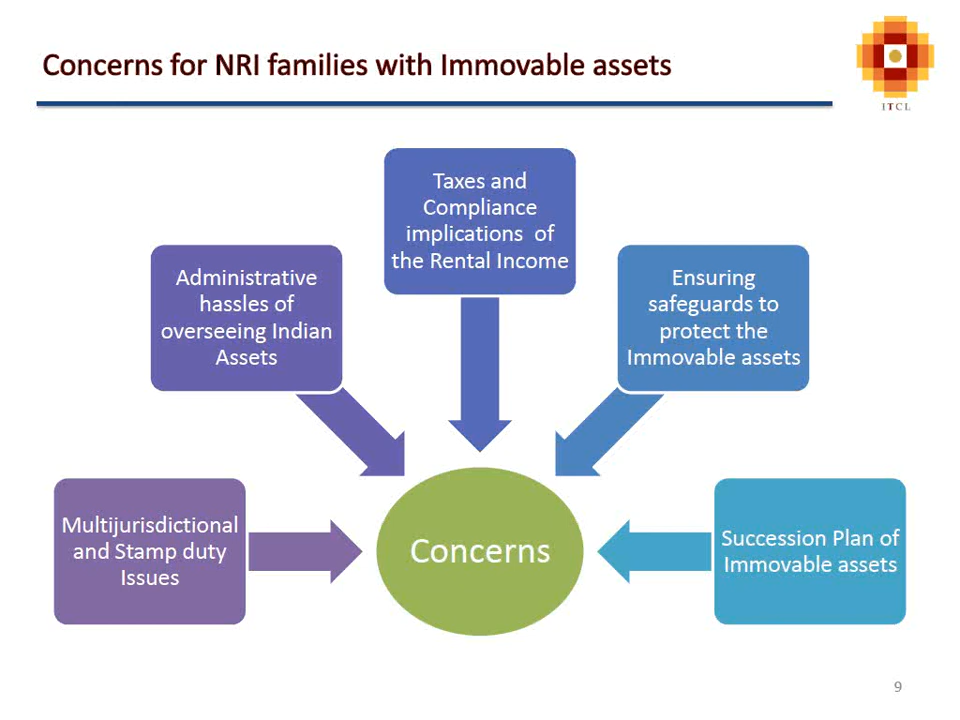 Concerns for NRI families with Immovable assets
ITCL
Taxes and
Compliance
implications of
the Rental Income
Administrative
hassles of
overseeing Indian
Assets
Ensuring
safeguards to
protect the
Immovable assets
Multijurisdictional
and Stamp duty
Issues
Concerns
Succession Plan of
Immovable assets
9